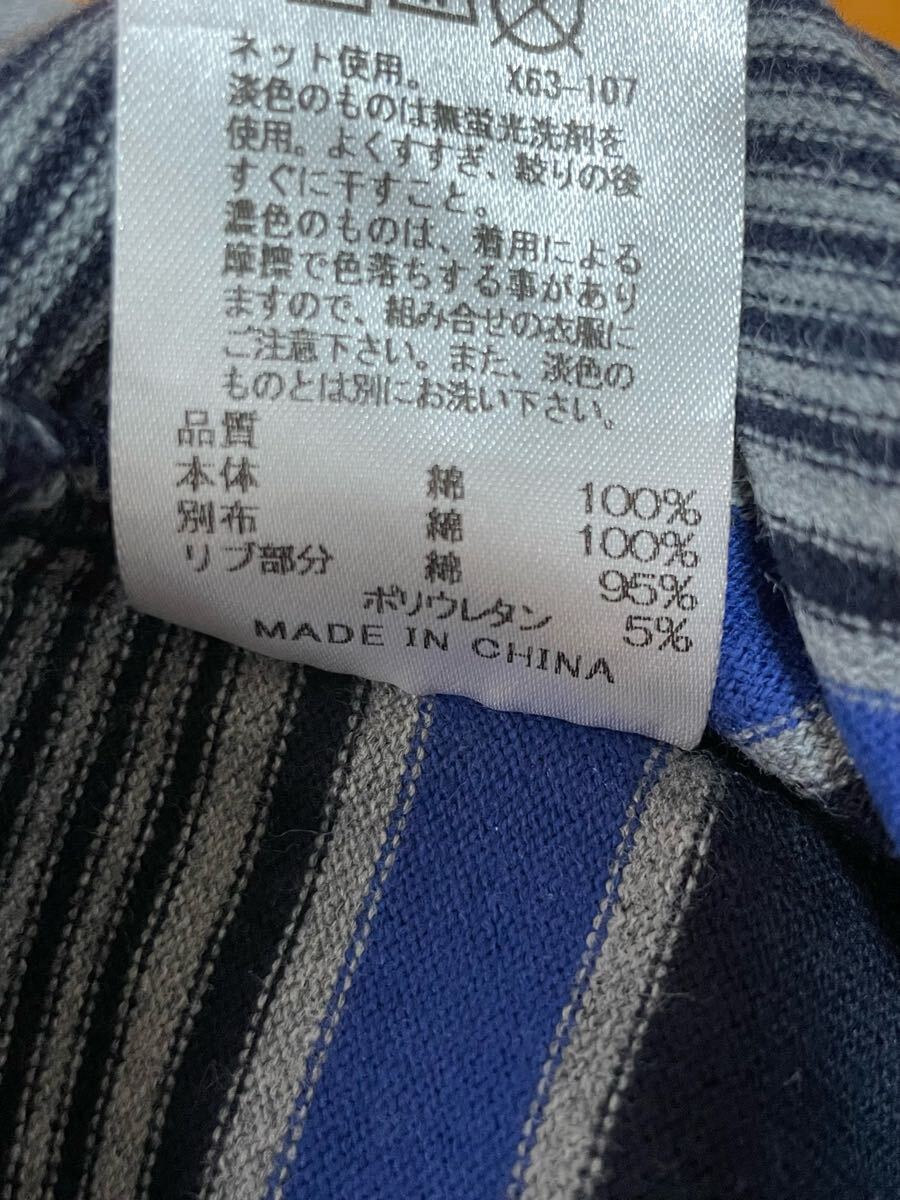 X63-107
ネット使用。
淡色のものは無蛍光洗剤を
使用。よくすすぎ、絞りの後
すぐに干すこと。
濃色のものは、着用による
摩擦で色落ちする事があり
ますので、組み合せの衣服に
ご注意下さい。また、淡色の
ものとは別にお洗い下さい。
品質
本体 綿 100%
別布 綿 100%
リブ部分 綿 95%
ポリウレタン 5%
MADE IN CHINA